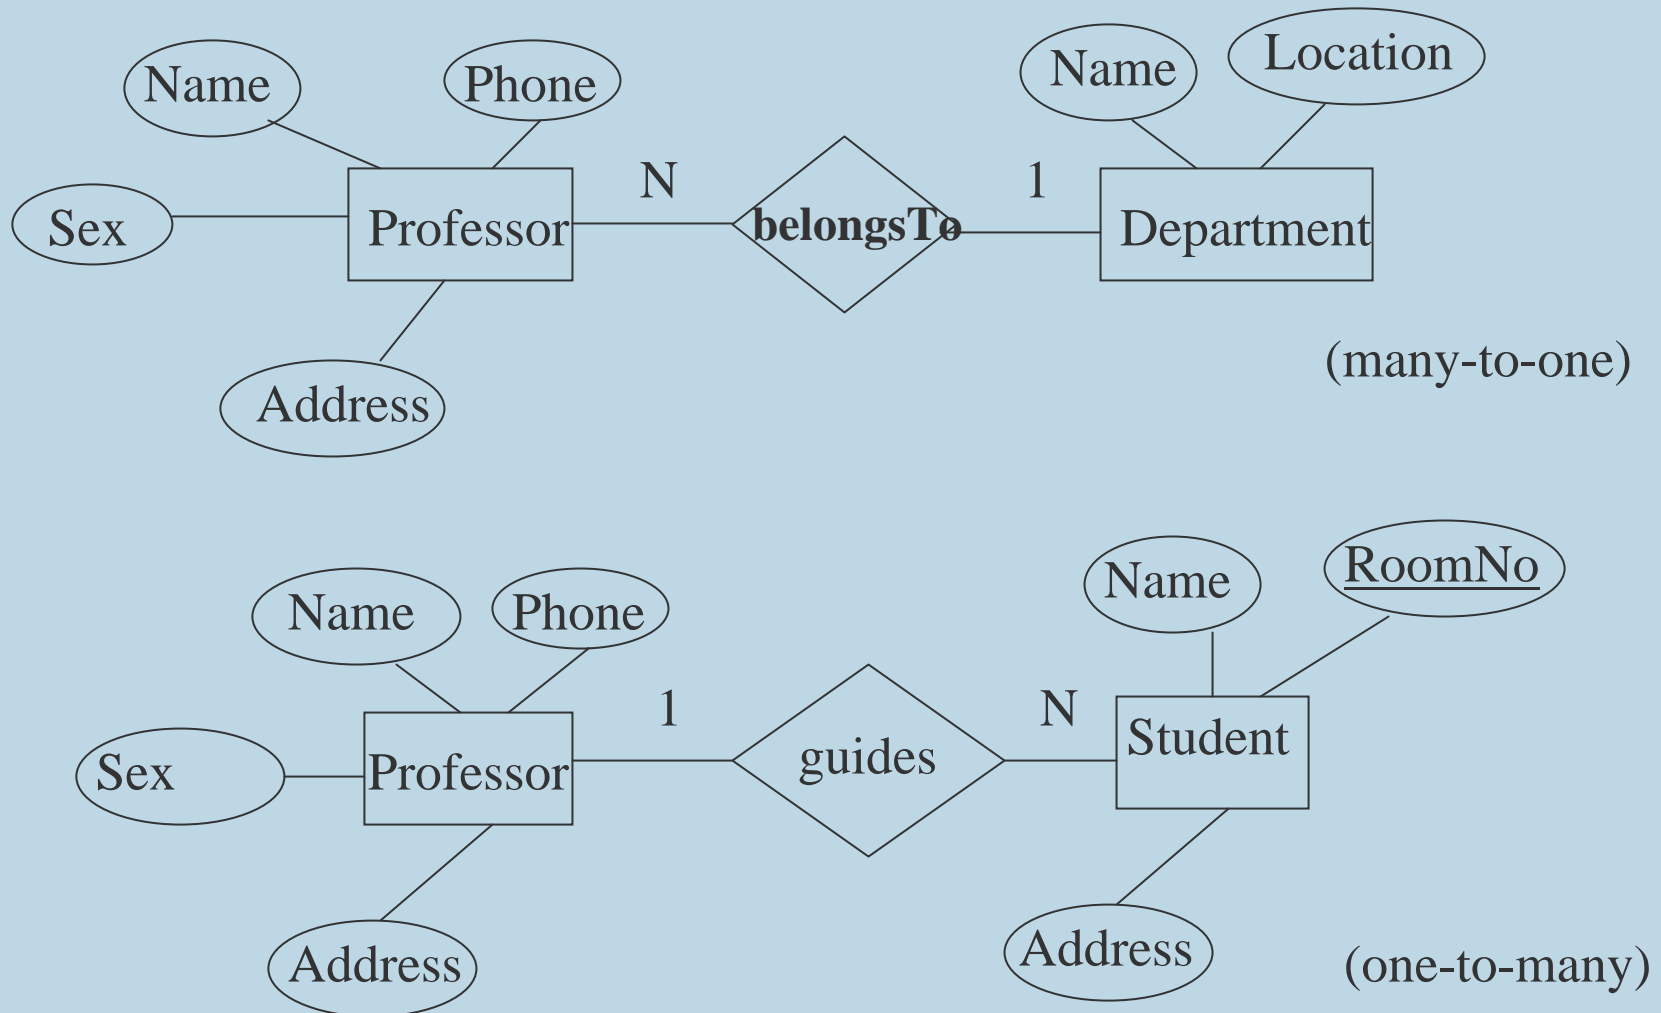 Name
Phone
Name
Location
Sex
Professor
N
belongsTo
1
Department
Address
(many-to-one)
Name
Phone
Name
RoomNo
Sex
Professor
1
guides
N
Student
Address
Address
(one-to-many)